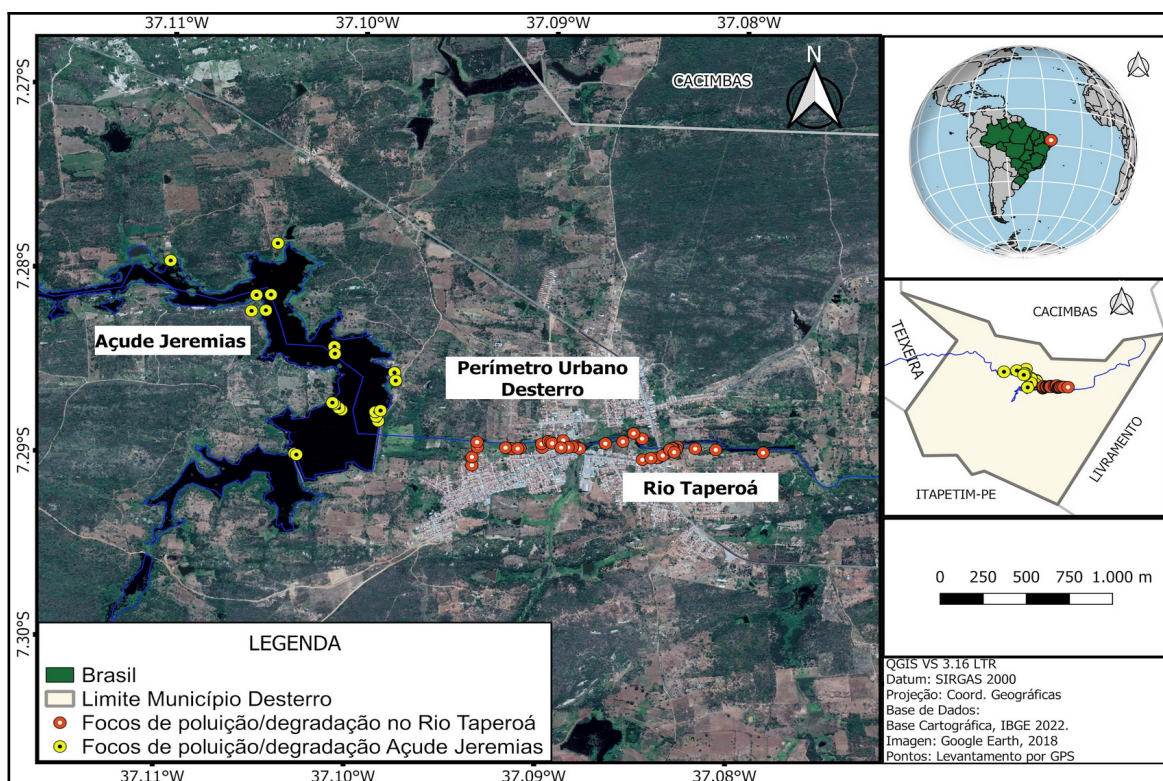 37.11°W 37.10°W 37.09°W 37.08°W
7.27°S
7.28°S
7.29°S
7.30°S
CACIMBAS
N
Açude Jeremias
Perímetro Urbano
Desterro
Rio Taperoá
LEGENDA
Brasil
Limite Município Desterro
Focos de poluição/degradação no Rio Taperoá
Focos de poluição/degradação Açude Jeremias
37.11°W 37.10°W 37.09°W 37.08°W
CACIMBAS
TEIXEIRA
LIVRAMENTO
ITAPETIM-PE
0 250 500 750 1.000 m
QGIS VS 3.16 LTR
Datum: SIRGAS 2000
Projeção: Coord. Geográficas
Base de Dados:
Base Cartográfica, IBGE 2022.
Imagen: Google Earth, 2018
Pontos: Levantamento por GPS